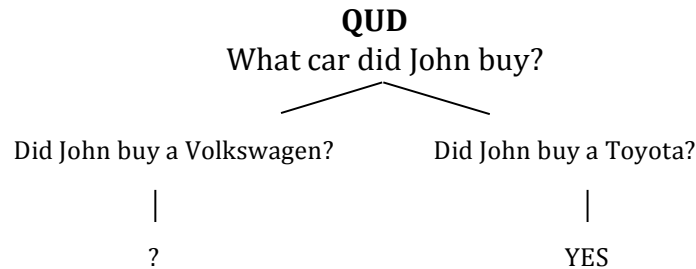 QUD
What car did John buy?
Did John buy a Volkswagen?
Did John buy a Toyota?
?
YES